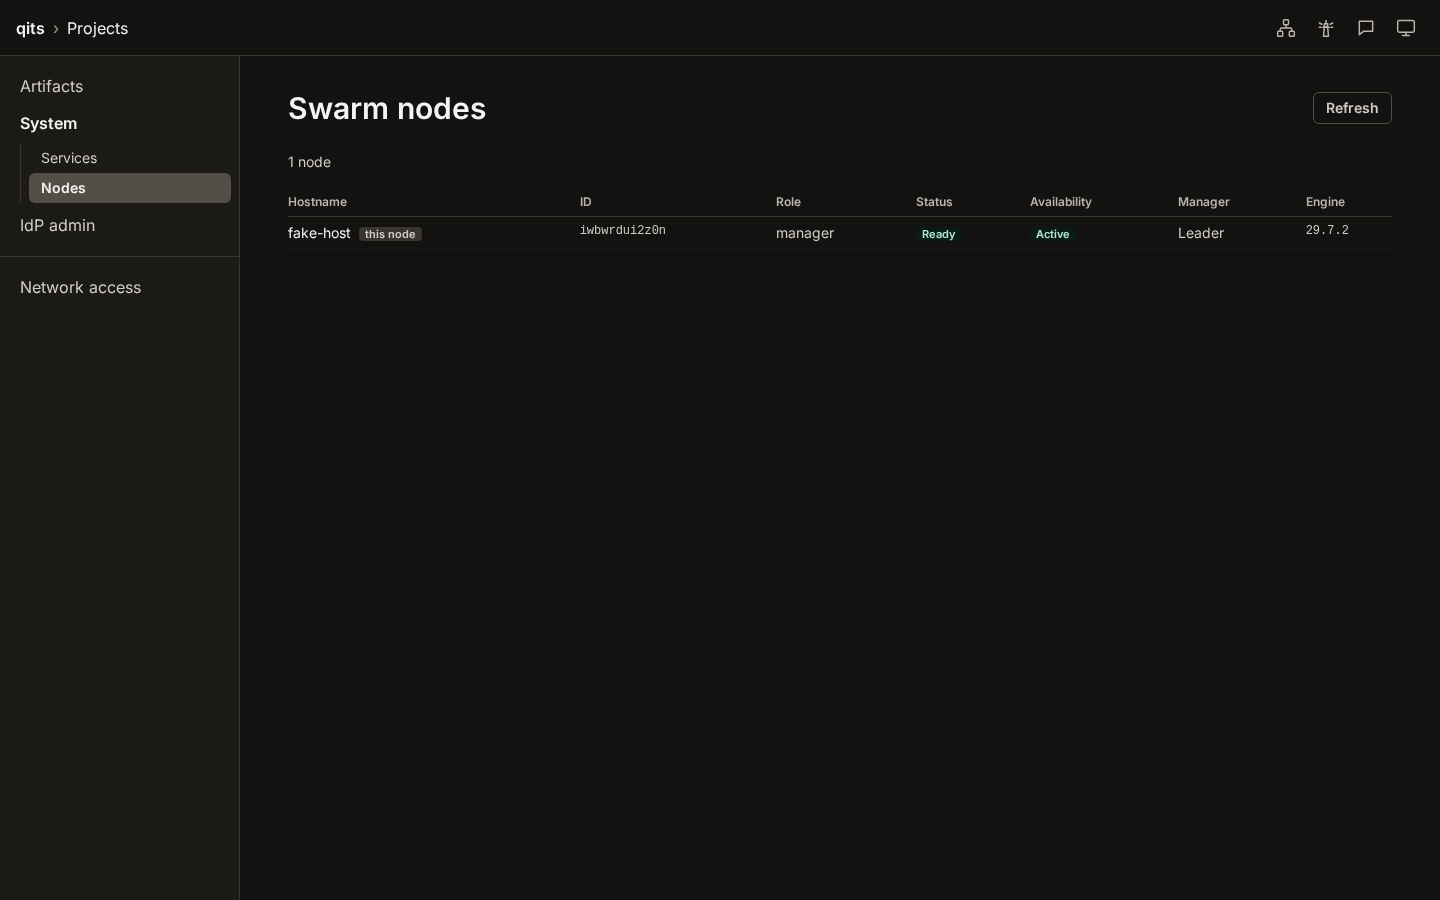 qits › Projects
Artifacts
System
Services
Nodes
IdP admin
Network access
Swarm nodes
Refresh
1 node
Hostname ID Role Status Availability Manager Engine
fake-host this node iwbwrdui2z0n manager Ready Active Leader 29.7.2